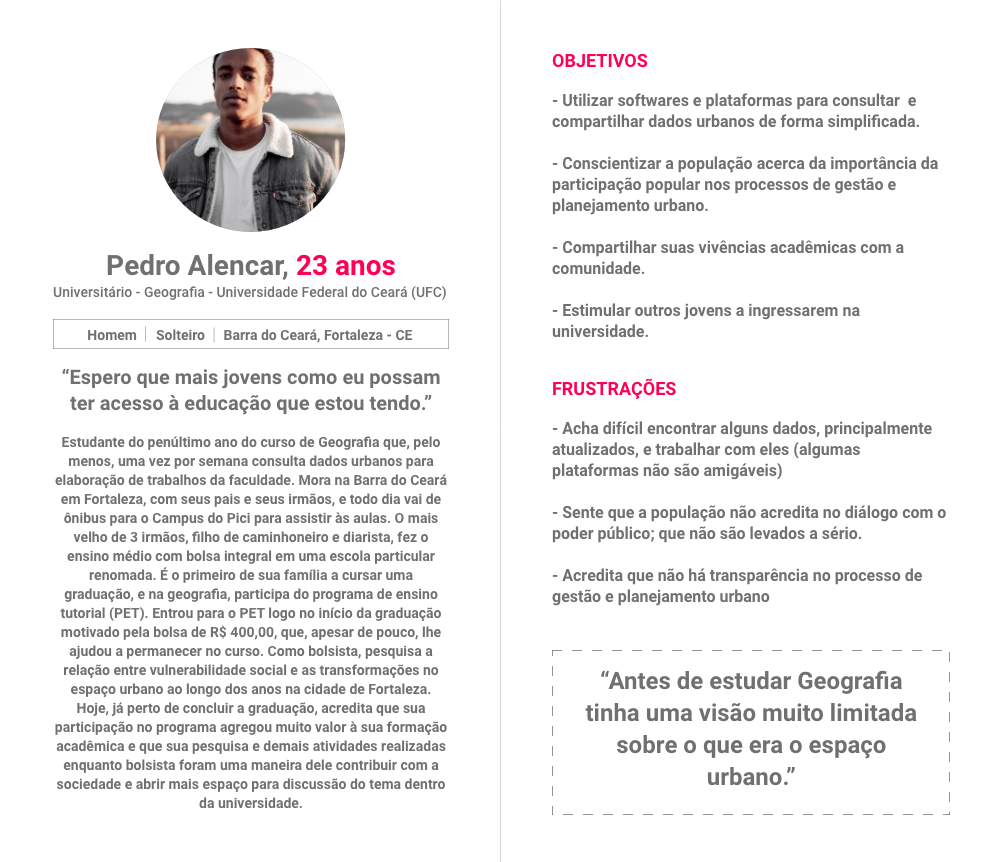 Pedro Alencar, 23 anos
Universitário - Geografia - Universidade Federal do Ceará (UFC)
Homem | Solteiro | Barra do Ceará, Fortaleza - CE
“Espero que mais jovens como eu possam
ter acesso à educação que estou tendo.”
Estudante do penúltimo ano do curso de Geografia que, pelo
menos, uma vez por semana consulta dados urbanos para
elaboração de trabalhos da faculdade. Mora na Barra do Ceará
em Fortaleza, com seus pais e seus irmãos, e todo dia vai de
ônibus para o Campus do Pici para assistir às aulas. O mais
velho de 3 irmãos, filho de caminhoneiro e diarista, fez o
ensino médio com bolsa integral em uma escola particular
renomada. É o primeiro de sua família a cursar uma
graduação, e na geografia, participa do programa de ensino
tutorial (PET). Entrou para o PET logo no início da graduação
motivado pela bolsa de R$ 400,00, que, apesar de pouco, lhe
ajudou a permanecer no curso. Como bolsista, pesquisa a
relação entre vulnerabilidade social e as transformações no
espaço urbano ao longo dos anos na cidade de Fortaleza.
Hoje, já perto de concluir a graduação, acredita que sua
participação no programa agregou muito valor à sua formação
acadêmica e que sua pesquisa e demais atividades realizadas
enquanto bolsista foram uma maneira dele contribuir com a
sociedade e abrir mais espaço para discussão do tema dentro
da universidade.
OBJETIVOS
- Utilizar softwares e plataformas para consultar e
compartilhar dados urbanos de forma simplificada.
- Conscientizar a população acerca da importância da
participação popular nos processos de gestão e
planejamento urbano.
- Compartilhar suas vivências acadêmicas com a
comunidade.
- Estimular outros jovens a ingressarem na
universidade.
FRUSTRAÇÕES
- Acha difícil encontrar alguns dados, principalmente
atualizados, e trabalhar com eles (algumas
plataformas não são amigáveis)
- Sente que a população não acredita no diálogo com o
poder público; que não são levados a sério.
- Acredita que não há transparência no processo de
gestão e planejamento urbano
“Antes de estudar Geografia
tinha uma visão muito limitada
sobre o que era o espaço
urbano.”